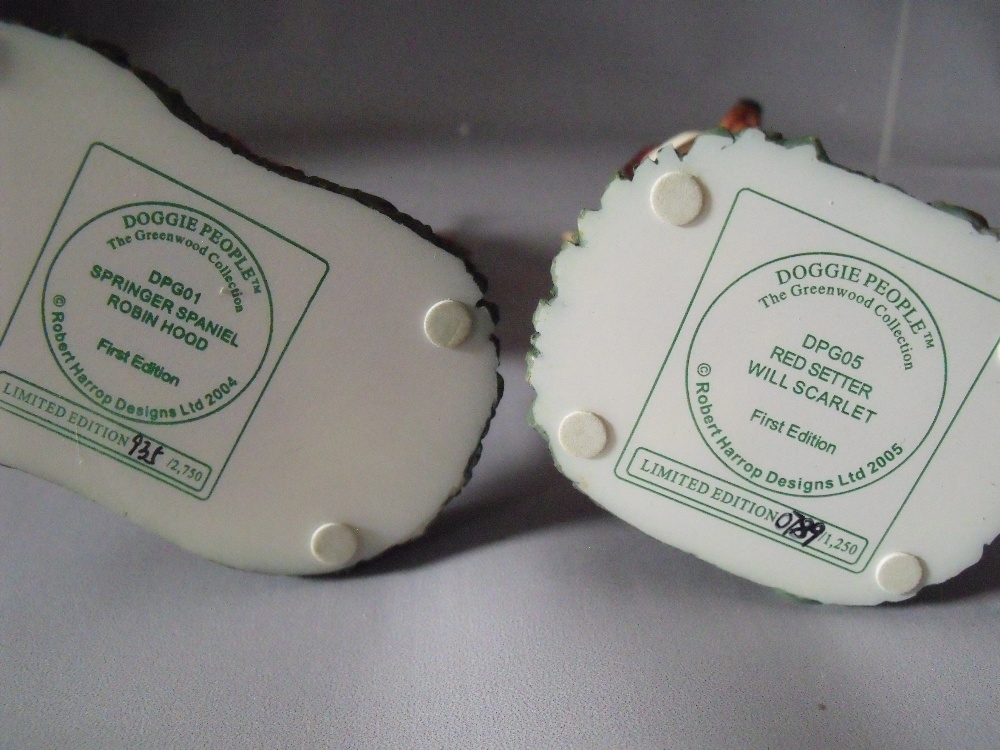 DOGGIE PEOPLE™
The Greenwood Collection
DPG01
SPRINGER SPANIEL
ROBIN HOOD
First Edition
© Robert Harrop Designs Ltd 2004
LIMITED EDITION 935 /2,750
DOGGIE PEOPLE™
The Greenwood Collection
DPG05
RED SETTER
WILL SCARLET
First Edition
© Robert Harrop Designs Ltd 2005
LIMITED EDITION 0789 /1,250